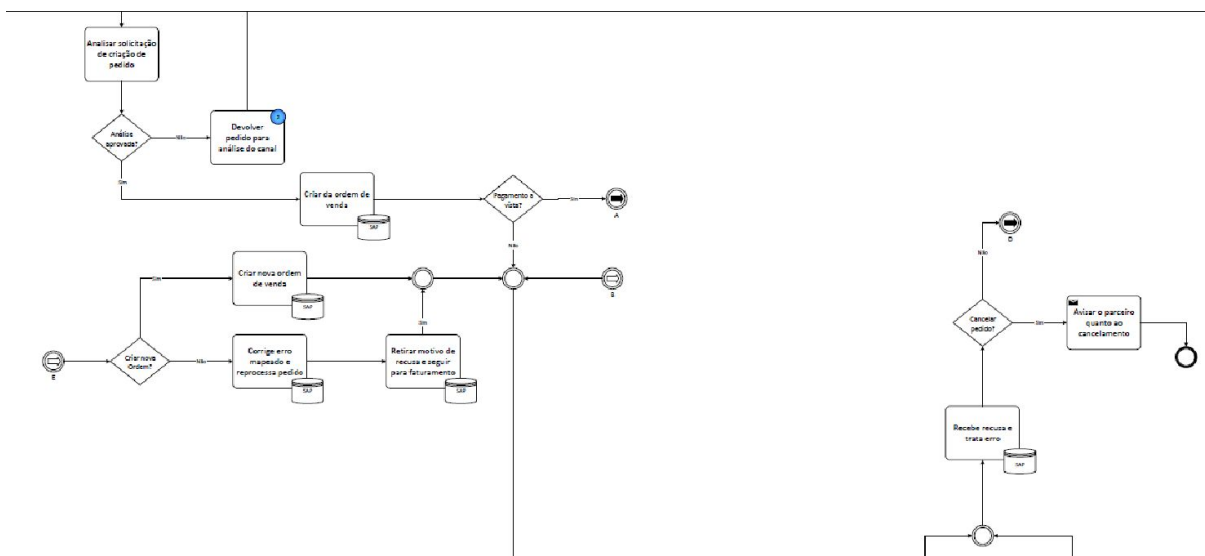 Analisar solicitação
de criação de
pedido
Análise
aprovada?
Não
3
Devolver
pedido para
análise do canal
Sim
Criar da ordem de
venda
SAP
Pagamento a
vista?
Sim
A
Não
Criar nova ordem
de venda
SAP
B
Sim
Sim
E
Criar nova
Ordem?
Não
Corrige erro
mapeado e
reprocessa pedido
SAP
Retirar motivo de
recusa e seguir
para faturamento
SAP
D
Não
Cancelar
pedido?
Sim
Avisar o parceiro
quanto ao
cancelamento
Recebe recusa e
trata erro
SAP